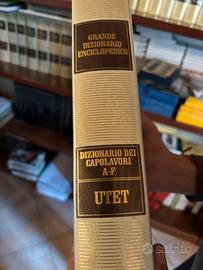 GRANDE
DIZIONARIO
ENCICLOPEDICO
DIZIONARIO DEI
CAPOLAVORI
A-F
UTET
Subito